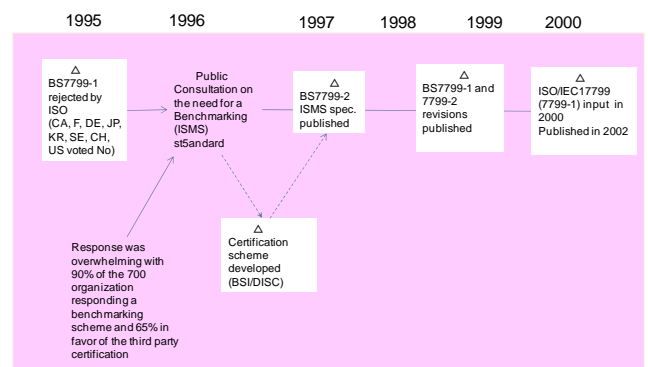 1995 1996 1997 1998 1999 2000
△
BS7799-1
rejected by
ISO
(CA, F, DE, JP,
KR, SE, CH,
US voted No)
Public
Consultation on
the need for a
Benchmarking
(ISMS)
st5andard
△
BS7799-2
ISMS spec.
published
△
BS7799-1 and
7799-2
revisions
published
△
ISO/IEC17799
(7799-1) input in
2000
Published in 2002
△
Certification
scheme
developed
(BSI/DISC)
Response was
overwhelming with
90% of the 700
organization
responding a
benchmarking
scheme and 65% in
favor of the third party
certification